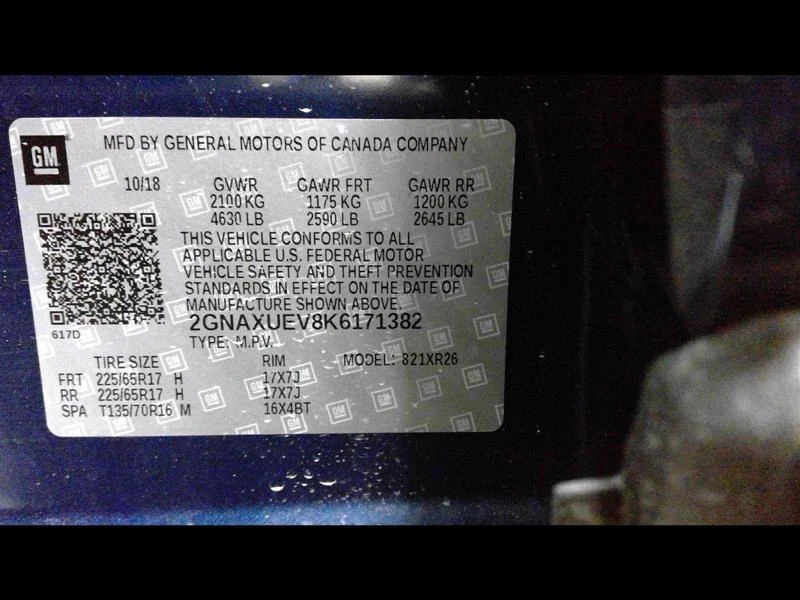 GM
MFD BY GENERAL MOTORS OF CANADA COMPANY
10/18 GVWR GAWR FRT GAWR RR
2100 KG 1175 KG 1200 KG
4630 LB 2590 LB 2645 LB
THIS VEHICLE CONFORMS TO ALL
APPLICABLE U.S. FEDERAL MOTOR
VEHICLE SAFETY AND THEFT PREVENTION
STANDARDS IN EFFECT ON THE DATE OF
MANUFACTURE SHOWN ABOVE.
2GNAXUEV8K6171382
617D
TYPE: M.P.V.
TIRE SIZE RIM MODEL: 821XR26
FRT 225/65R17 H 17X7J
RR 225/65R17 H 17X7J
SPA T135/70R16 M 16X4BT